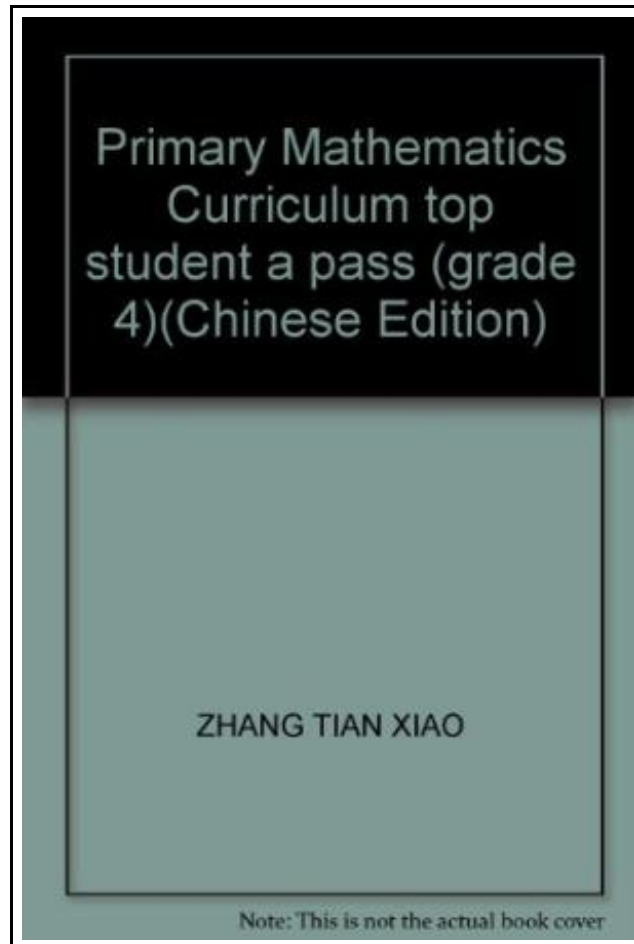 Primary Mathematics
Curriculum top
student a pass (grade
4)(Chinese Edition)
ZHANG TIAN XIAO
Note: This is not the actual book cover